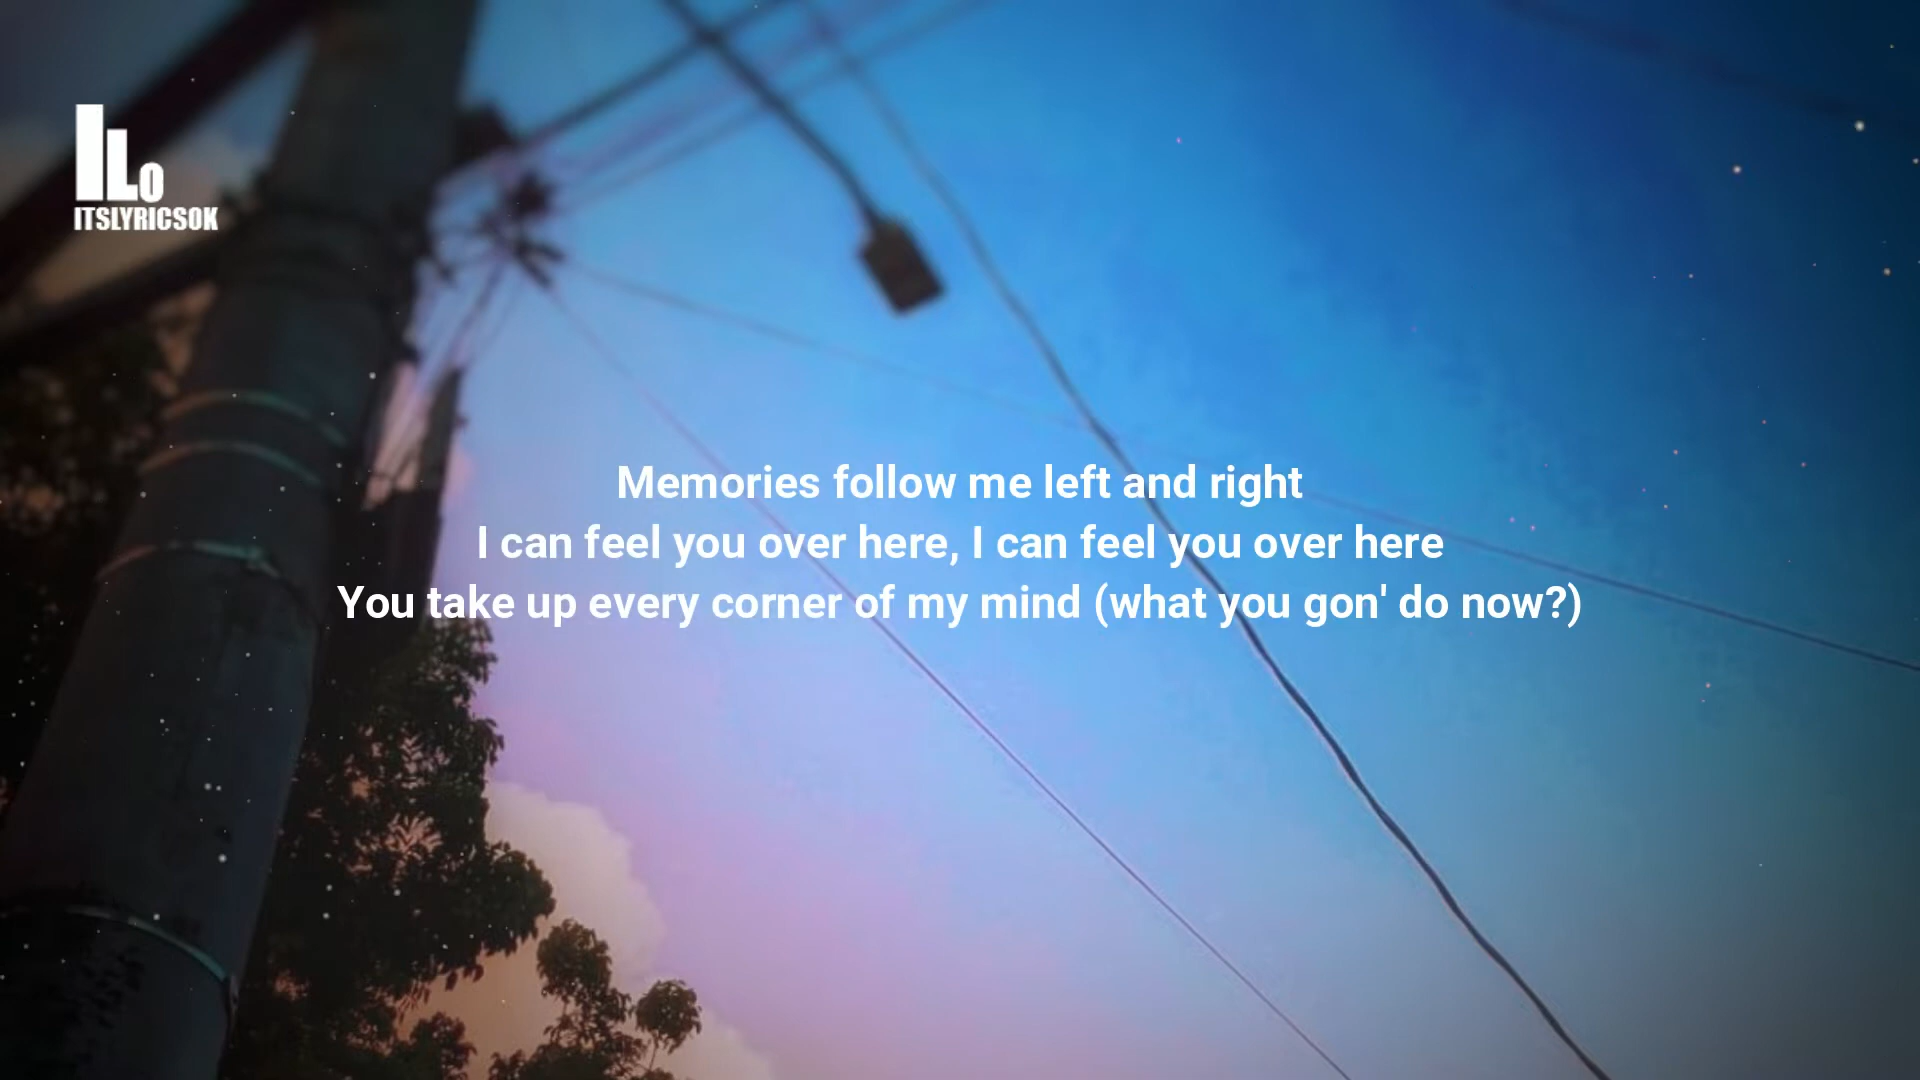 ILO
ITSLYRICSOK
Memories follow me left and right
I can feel you over here, I can feel you over here
You take up every corner of my mind (what you gon' do now?)